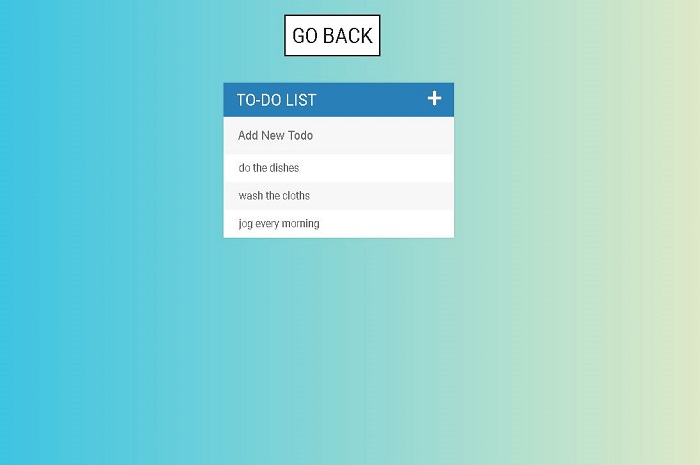 GO BACK
TO-DO LIST +
Add New Todo
do the dishes
wash the cloths
jog every morning